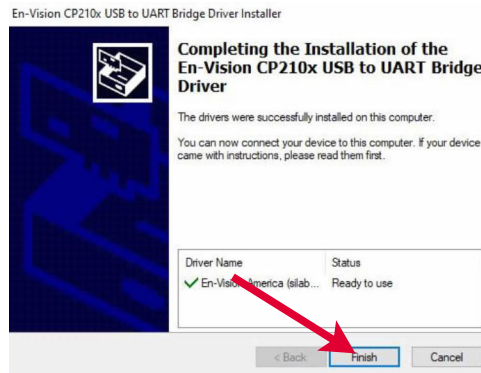 En-Vision CP210x USB to UART Bridge Driver Installer
Completing the Installation of the
En-Vision CP210x USB to UART Bridge
Driver
The drivers were successfully installed on this computer.
You can now connect your device to this computer. If your device
came with instructions, please read them first.
Driver Name Status
En-Vision America (silab... Ready to use
< Back Finish Cancel